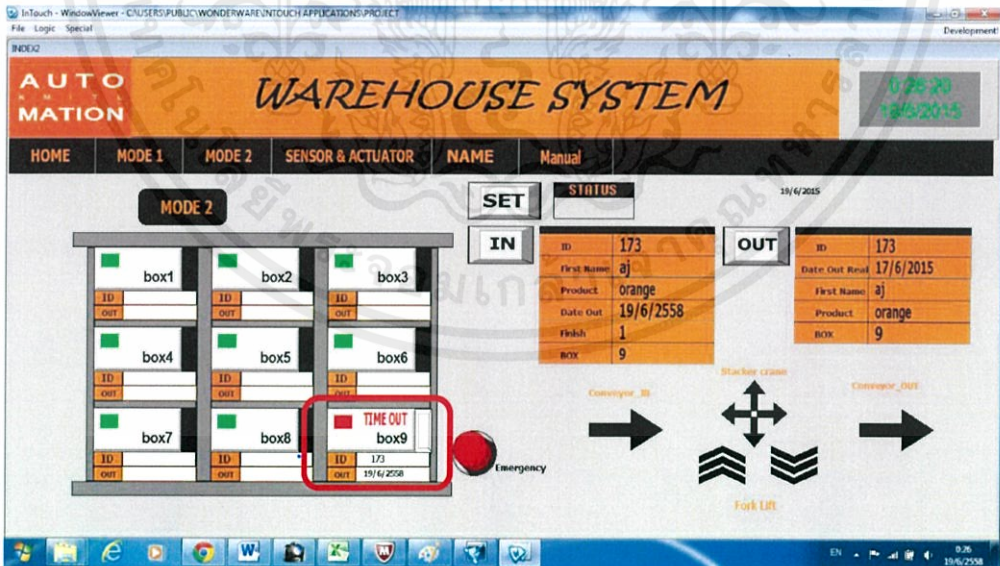 InTouch - WindowViewer - C:\USERS\PUBLIC\WONDERWARE\INTOUCH APPLICATIONS\PROJECT
File Logic Special
Development
INDEX2
AUTO
MATION
WAREHOUSE SYSTEM
0:26:20
19/6/2015
HOME MODE 1 MODE 2 SENSOR & ACTUATOR NAME Manual
MODE 2
SET
STATUS
19/6/2015
IN
OUT
box1 box2 box3
ID ID ID
OUT OUT OUT
box4 box5 box6
ID ID ID
OUT OUT OUT
TIME OUT
box7 box8 box9
ID ID ID 173
OUT OUT OUT 19/6/2558
Emergency
ID 173
First Name aj
Product orange
Date Out 19/6/2558
Finish 1
BOX 9
ID 173
Date Out Real 17/6/2015
First Name aj
Product orange
BOX 9
Conveyor_IN
Stacker crane
Conveyor_OUT
Fork Lift
EN
0:26
19/6/2558